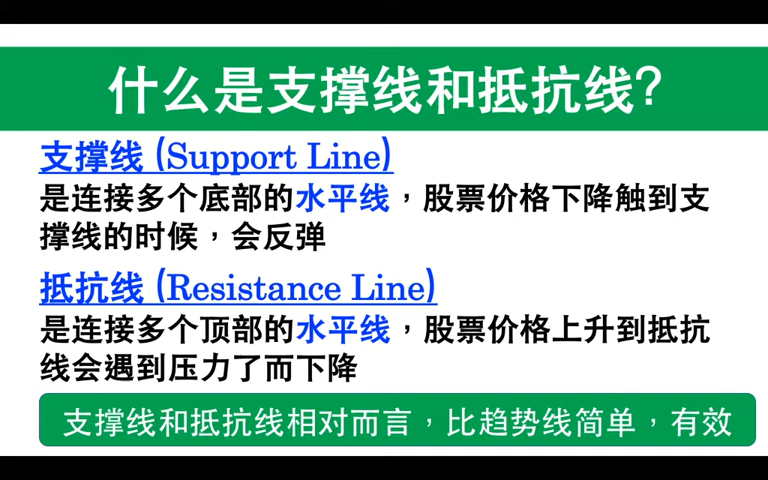 什么是支撑线和抵抗线?
支撑线 (Support Line)
是连接多个底部的水平线，股票价格下降触到支
撑线的时候，会反弹
抵抗线 (Resistance Line)
是连接多个顶部的水平线，股票价格上升到抵抗
线会遇到压力了而下降
支撑线和抵抗线相对而言，比趋势线简单，有效